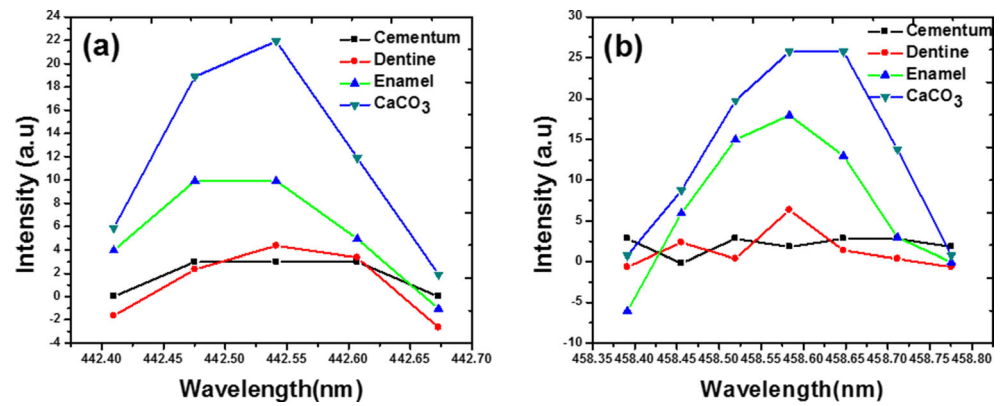 (a)
Cementum
Dentine
Enamel
CaCO3
24
22
20
18
16
14
12
10
8
6
4
2
0
-2
-4
Intensity (a.u)
442.40 442.45 442.50 442.55 442.60 442.65 442.70
Wavelength(nm)
(b)
Cementum
Dentine
Enamel
CaCO3
30
25
20
15
10
5
0
-5
-10
Intensity (a.u)
458.35 458.40 458.45 458.50 458.55 458.60 458.65 458.70 458.75 458.80
Wavelength(nm)